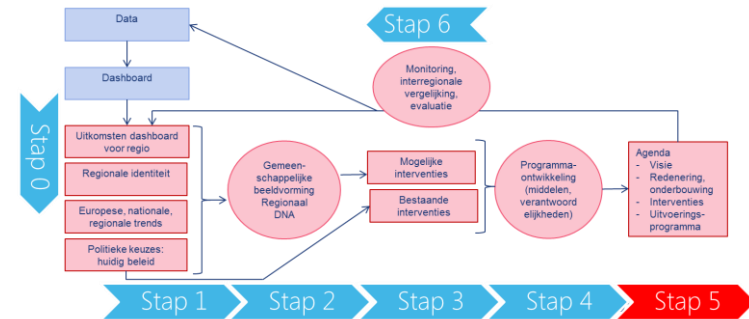 Data
Stap 6
Dashboard
Monitoring,
interregionale
vergelijking,
evaluatie
Stap 0
Uitkomsten dashboard
voor regio
Regionale identiteit
Europese, nationale,
regionale trends
Politieke keuzes:
huidig beleid
Gemeen-
schappelijke
beeldvorming
Regionaal
DNA
Mogelijke
interventies
Bestaande
interventies
Programma-
ontwikkeling
(middelen,
verantwoord
elijkheden)
Agenda
- Visie
- Redenering,
onderbouwing
- Interventies
- Uitvoerings-
programma
Stap 1
Stap 2
Stap 3
Stap 4
Stap 5